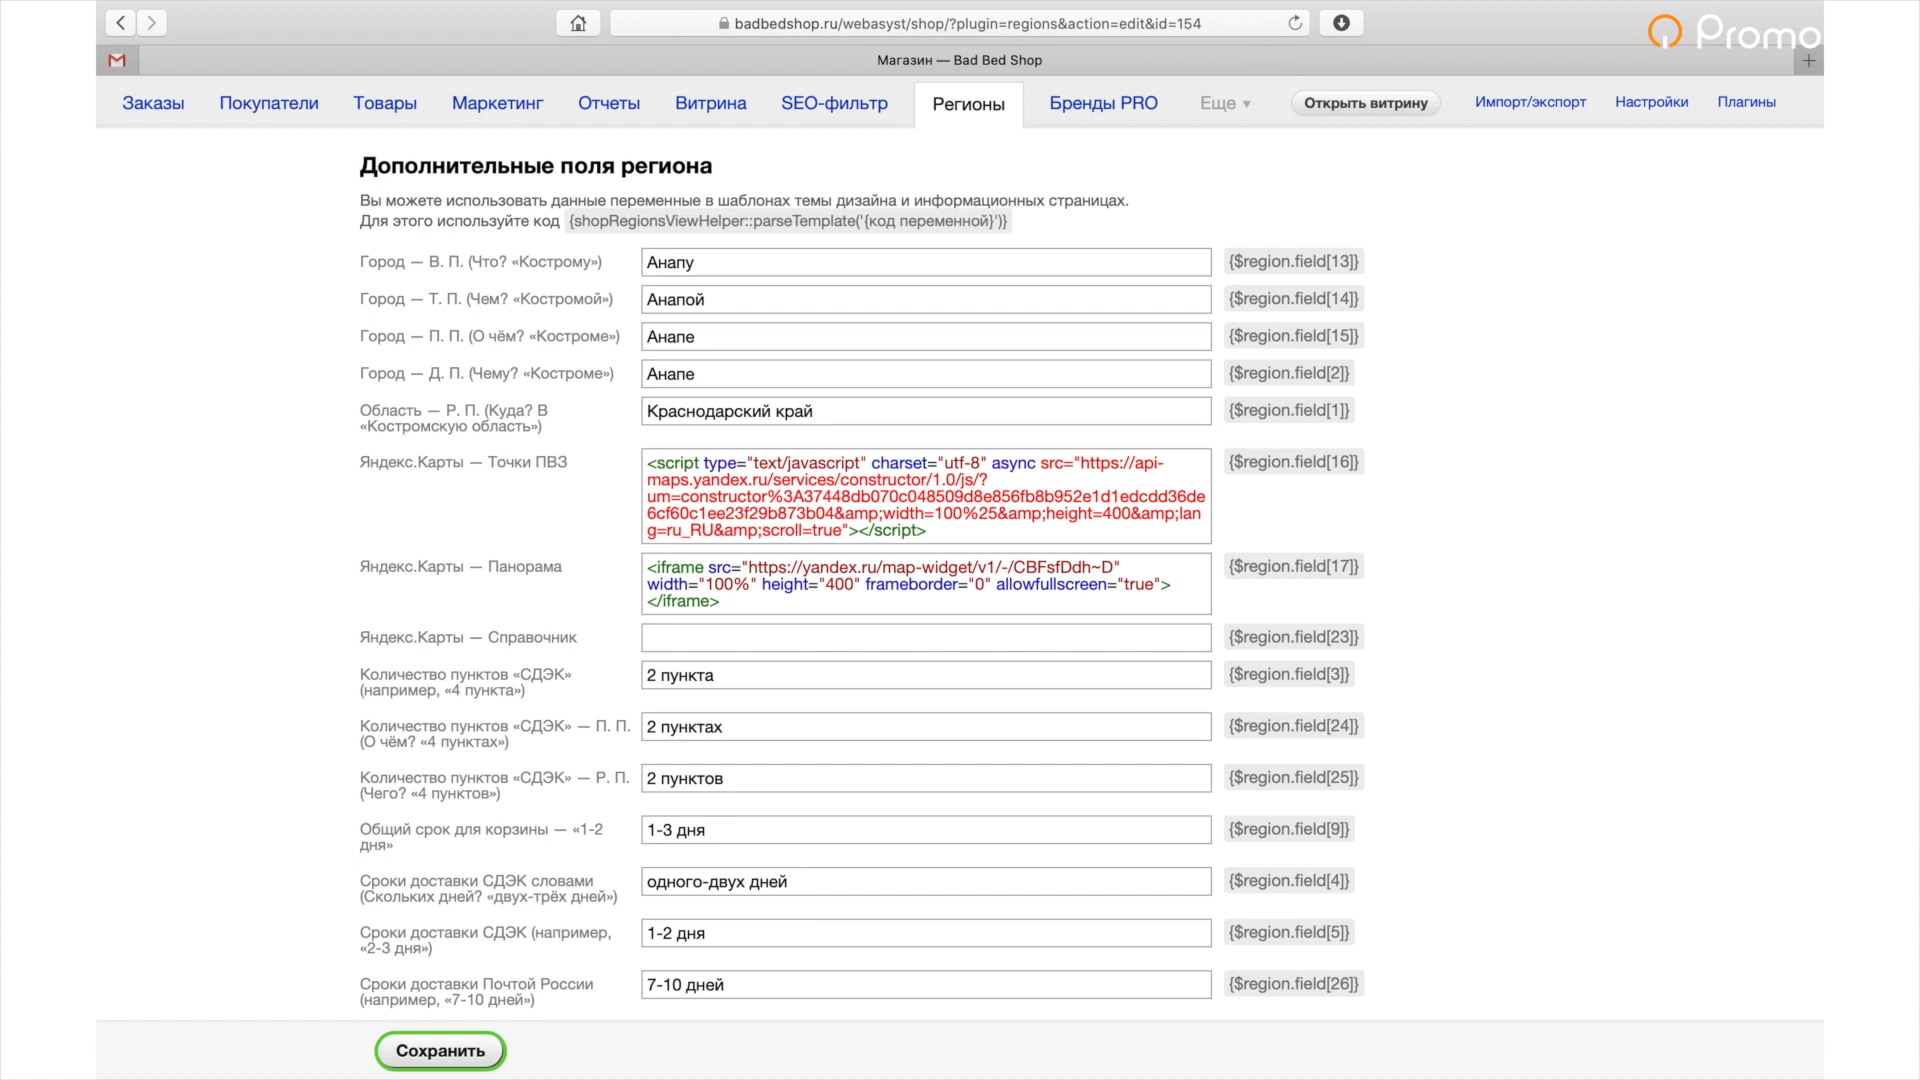 badbedshop.ru/webasyst/shop/?plugin=regions&action=edit&id=154
Promo
Магазин — Bad Bed Shop
Заказы Покупатели Товары Маркетинг Отчеты Витрина SEO-фильтр Регионы Бренды PRO Еще Открыть витрину Импорт/экспорт Настройки Плагины
Дополнительные поля региона
Вы можете использовать данные переменные в шаблонах темы дизайна и информационных страницах.
Для этого используйте код {shopRegionsViewHelper::parseTemplate('{код переменной}')}
Город — В. П. (Что? «Кострому») Анапу {$region.field[13]}
Город — Т. П. (Чем? «Костромой») Анапой {$region.field[14]}
Город — П. П. (О чём? «Костроме») Анапе {$region.field[15]}
Город — Д. П. (Чему? «Костроме») Анапе {$region.field[2]}
Область — Р. П. (Куда? В
«Костромскую область») Краснодарский край {$region.field[1]}
Яндекс.Карты — Точки ПВЗ
<script type="text/javascript" charset="utf-8" async src="https://api-
maps.yandex.ru/services/constructor/1.0/js/?
um=constructor%3A37448db070c048509d8e856fb8b952e1d1edcdd36de
6cf60c1ee23f29b873b04&amp;width=100%25&amp;height=400&amp;lan
g=ru_RU&amp;scroll=true"></script>
{$region.field[16]}
Яндекс.Карты — Панорама
<iframe src="https://yandex.ru/map-widget/v1/-/CBFsfDdh~D"
width="100%" height="400" frameborder="0" allowfullscreen="true">
</iframe>
{$region.field[17]}
Яндекс.Карты — Справочник {$region.field[23]}
Количество пунктов «СДЭК»
(например, «4 пункта») 2 пункта {$region.field[3]}
Количество пунктов «СДЭК» — П. П.
(О чём? «4 пунктах») 2 пунктах {$region.field[24]}
Количество пунктов «СДЭК» — Р. П.
(Чего? «4 пунктов») 2 пунктов {$region.field[25]}
Общий срок для корзины — «1-2
дня» 1-3 дня {$region.field[9]}
Сроки доставки СДЭК словами
(Скольких дней? «двух-трёх дней») одного-двух дней {$region.field[4]}
Сроки доставки СДЭК (например,
«2-3 дня») 1-2 дня {$region.field[5]}
Сроки доставки Почтой России
(например, «7-10 дней») 7-10 дней {$region.field[26]}
Сохранить